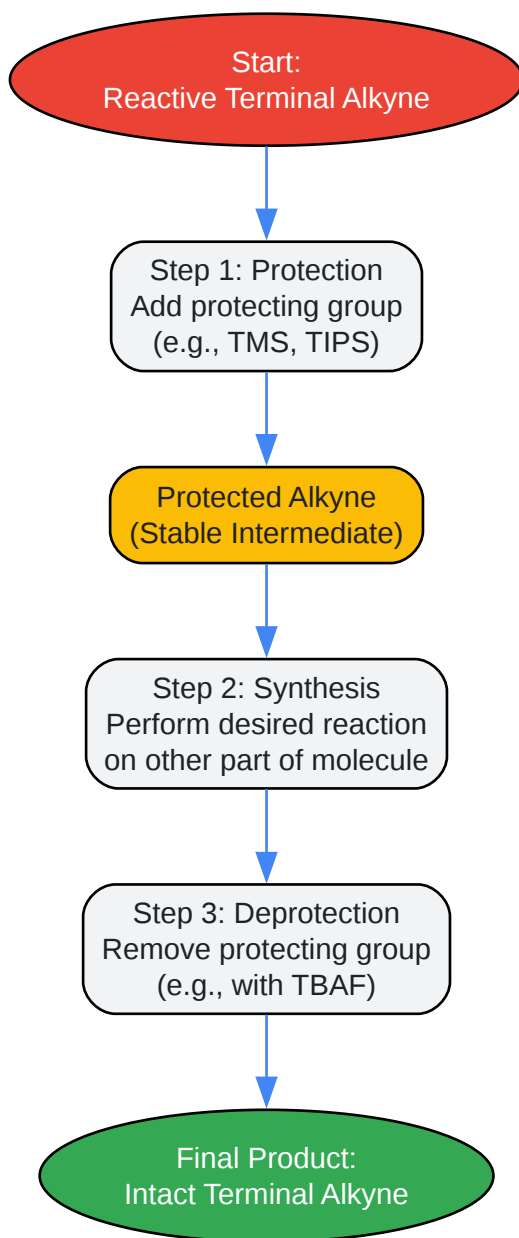 Start:
Reactive Terminal Alkyne
Step 1: Protection
Add protecting group
(e.g., TMS, TIPS)
Protected Alkyne
(Stable Intermediate)
Step 2: Synthesis
Perform desired reaction
on other part of molecule
Step 3: Deprotection
Remove protecting group
(e.g., with TBAF)
Final Product:
Intact Terminal Alkyne